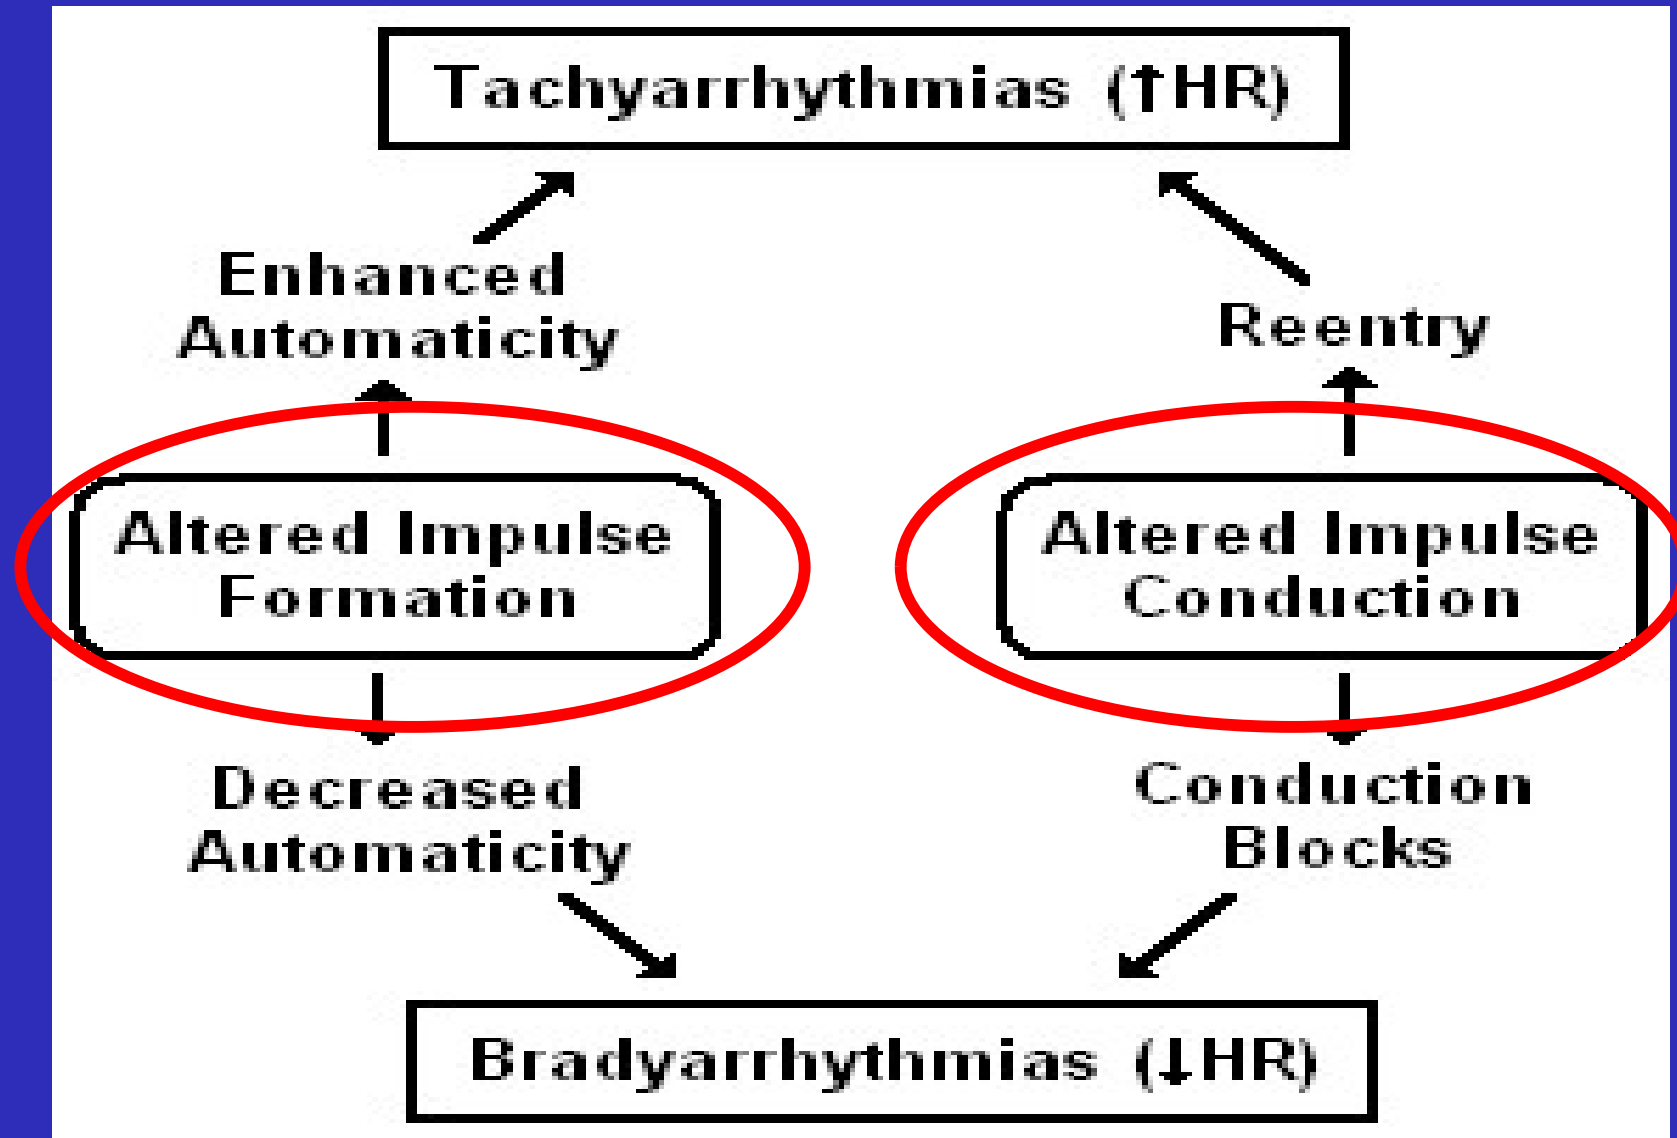 Tachyarrhythmias (↑HR)
Enhanced
Automaticity
Reentry
Altered Impulse
Formation
Altered Impulse
Conduction
Decreased
Automaticity
Conduction
Blocks
Bradyarrhythmias (↓HR)